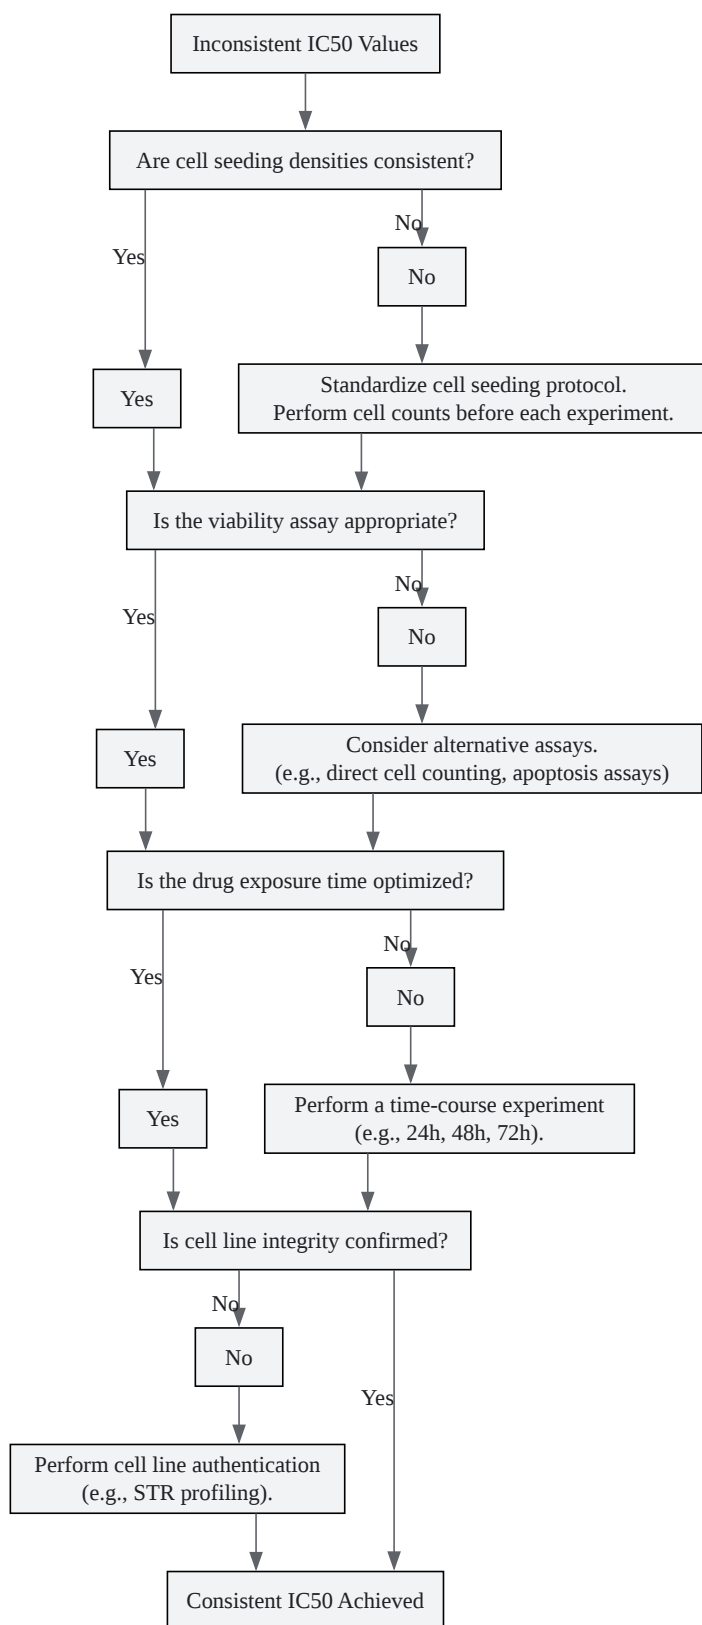 Inconsistent IC50 Values
Are cell seeding densities consistent?
No
Yes
No
Standardize cell seeding protocol.
Perform cell counts before each experiment.
Yes
Is the viability assay appropriate?
No
Yes
No
Consider alternative assays.
(e.g., direct cell counting, apoptosis assays)
Yes
Is the drug exposure time optimized?
No
Yes
No
Perform a time-course experiment
(e.g., 24h, 48h, 72h).
Yes
Is cell line integrity confirmed?
No
No
Yes
Perform cell line authentication
(e.g., STR profiling).
Consistent IC50 Achieved